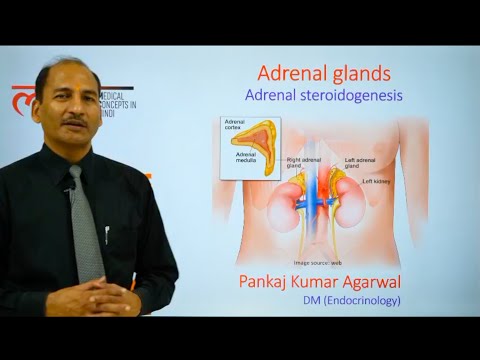 MEDICAL
CONCEPTS IN
HINDI
Adrenal glands
Adrenal steroidogenesis
Adrenal
cortex
Adrenal
medulla
Right adrenal
gland
Left adrenal
gland
Left kidney
Image source: web
Pankaj Kumar Agarwal
DM (Endocrinology)